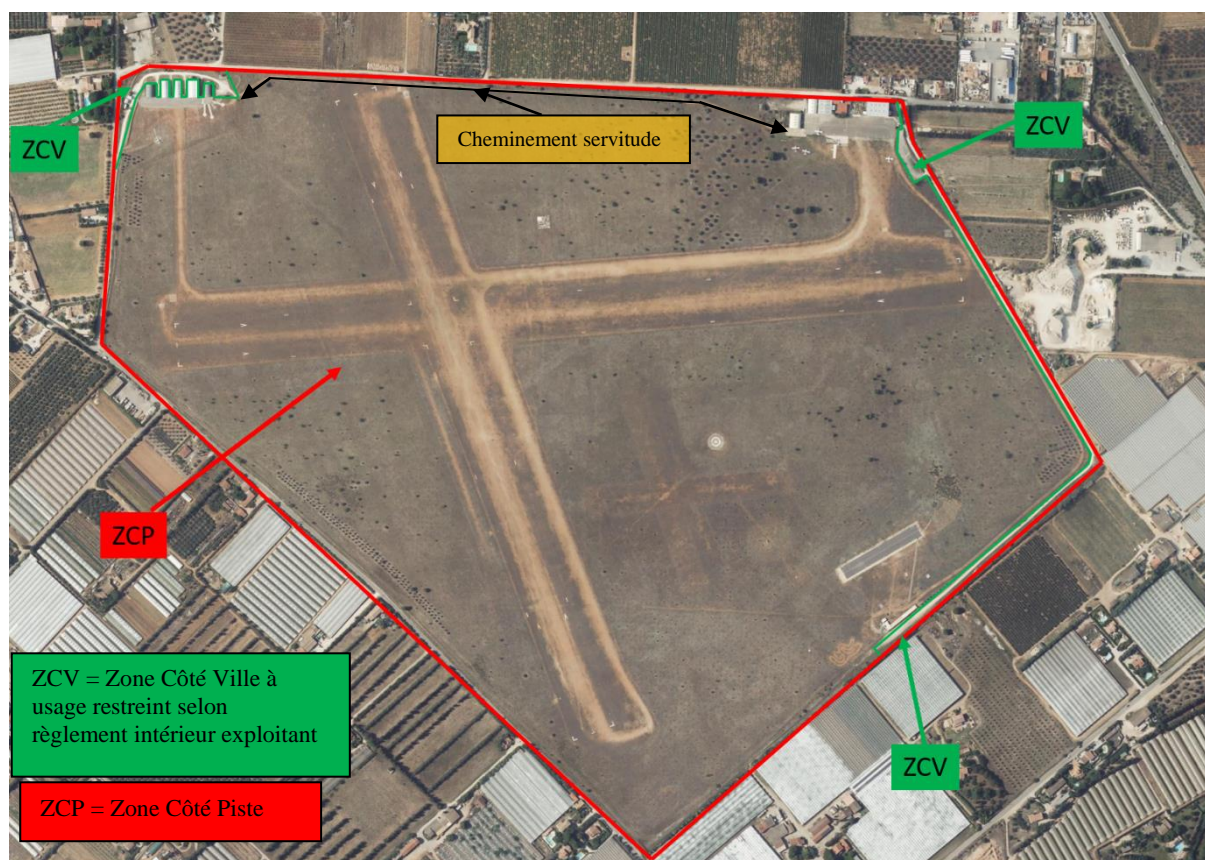 ZCV
Cheminement servitude
ZCV
ZCP
ZCV = Zone Côté Ville à
usage restreint selon
règlement intérieur exploitant
ZCV
ZCP = Zone Côté Piste